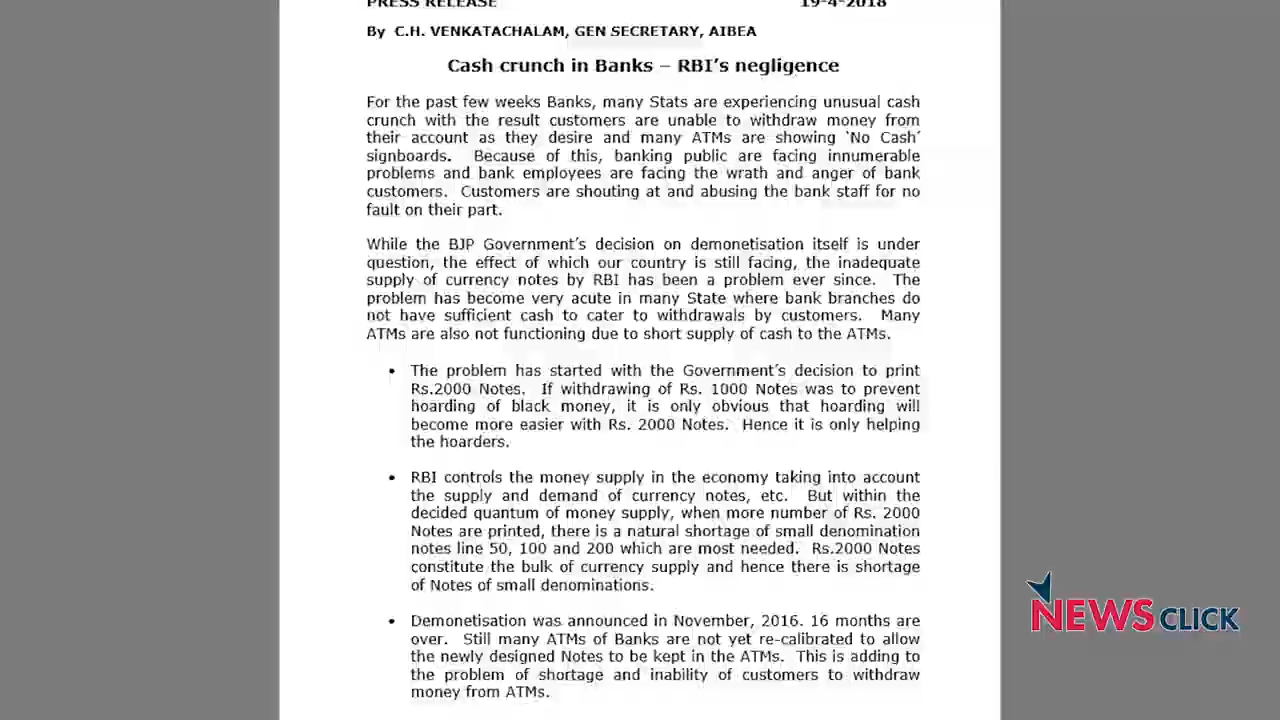 PRESS RELEASE 19-4-2018
By C.H. VENKATACHALAM, GEN SECRETARY, AIBEA
Cash crunch in Banks – RBI's negligence
For the past few weeks Banks, many Stats are experiencing unusual cash
crunch with the result customers are unable to withdraw money from
their account as they desire and many ATMs are showing ‘No Cash’
signboards. Because of this, banking public are facing innumerable
problems and bank employees are facing the wrath and anger of bank
customers. Customers are shouting at and abusing the bank staff for no
fault on their part.
While the BJP Government's decision on demonetisation itself is under
question, the effect of which our country is still facing, the inadequate
supply of currency notes by RBI has been a problem ever since. The
problem has become very acute in many State where bank branches do
not have sufficient cash to cater to withdrawals by customers. Many
ATMs are also not functioning due to short supply of cash to the ATMs.
• The problem has started with the Government's decision to print
Rs.2000 Notes. If withdrawing of Rs. 1000 Notes was to prevent
hoarding of black money, it is only obvious that hoarding will
become more easier with Rs. 2000 Notes. Hence it is only helping
the hoarders.
• RBI controls the money supply in the economy taking into account
the supply and demand of currency notes, etc. But within the
decided quantum of money supply, when more number of Rs. 2000
Notes are printed, there is a natural shortage of small denomination
notes line 50, 100 and 200 which are most needed. Rs.2000 Notes
constitute the bulk of currency supply and hence there is shortage
of Notes of small denominations.
• Demonetisation was announced in November, 2016. 16 months are
over. Still many ATMs of Banks are not yet re-calibrated to allow
the newly designed Notes to be kept in the ATMs. This is adding to
the problem of shortage and inability of customers to withdraw
money from ATMs.
NEWSCLICK